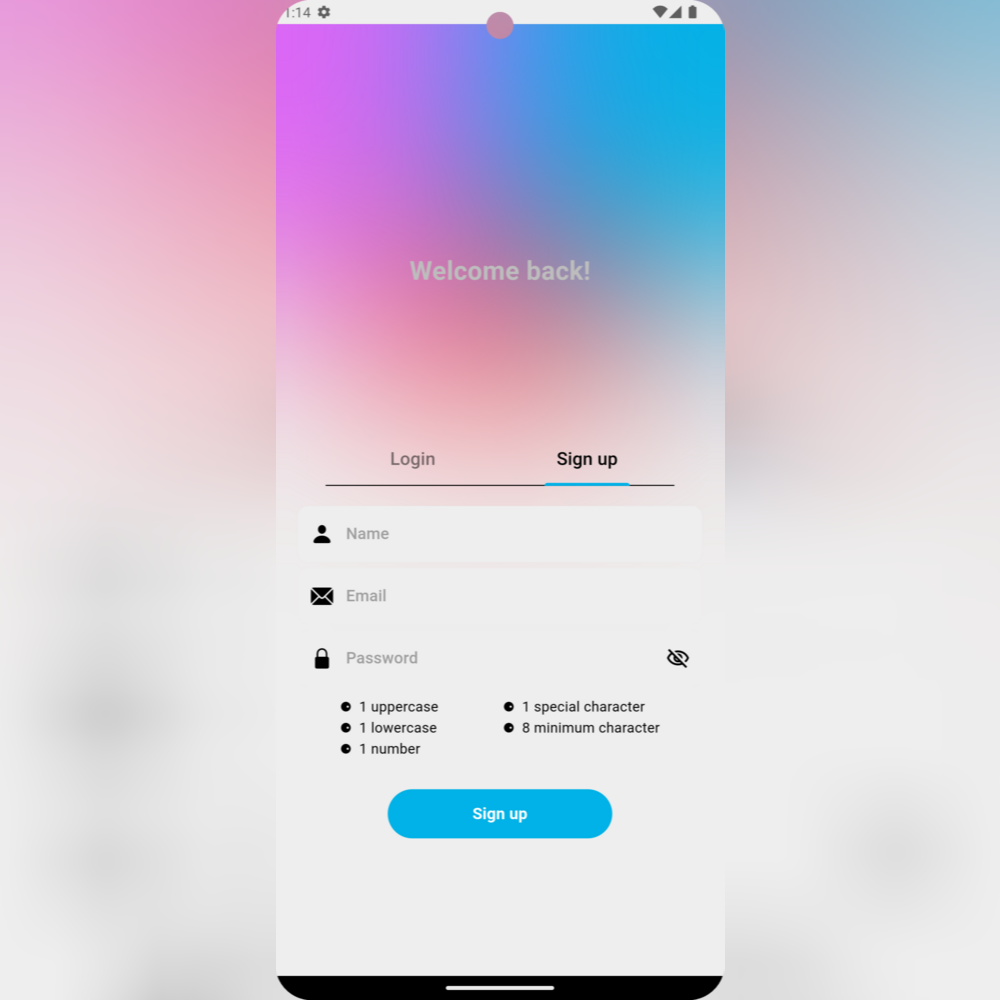 1:14
Welcome back!
Login Sign up
Name
Email
Password
1 uppercase 1 special character
1 lowercase 8 minimum character
1 number
Sign up